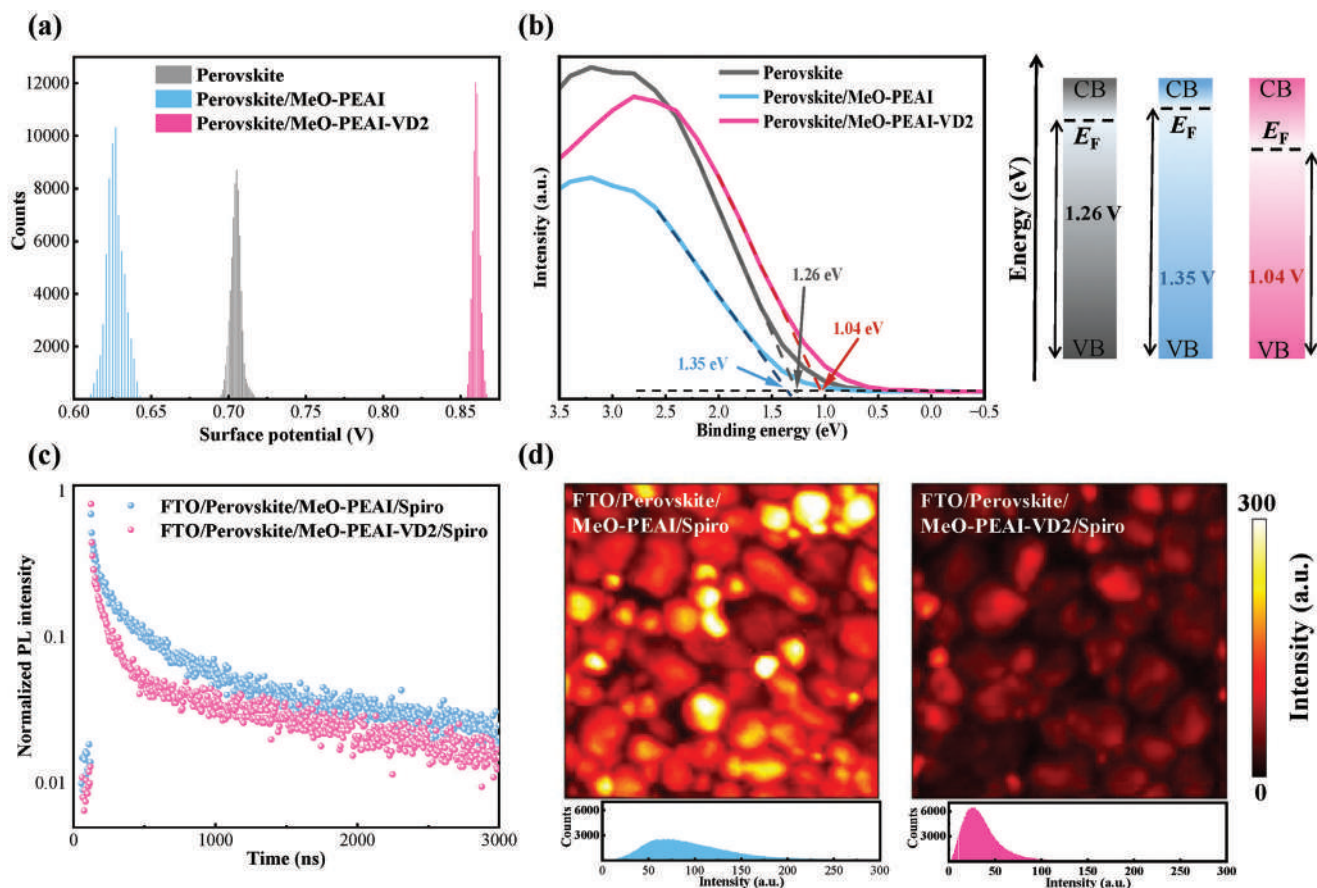 (a)
12000
10000
8000
6000
4000
2000
Counts
Perovskite
Perovskite/MeO-PEAI
Perovskite/MeO-PEAI-VD2
0.60 0.65 0.70 0.75 0.80 0.85
Surface potential (V)
(b)
Intensity (a.u.)
Perovskite
Perovskite/MeO-PEAI
Perovskite/MeO-PEAI-VD2
1.26 eV
1.04 eV
1.35 eV
3.5 3.0 2.5 2.0 1.5 1.0 0.5 0.0 −0.5
Binding energy (eV)
Energy (eV)
CB CB CB
EF EF EF
1.26 V
1.35 V 1.04 V
VB VB VB
(c)
1
0.1
0.01
Normalized PL intensity
FTO/Perovskite/MeO-PEAI/Spiro
FTO/Perovskite/MeO-PEAI-VD2/Spiro
1000 2000 3000
Time (ns)
(d)
FTO/Perovskite/
MeO-PEAI/Spiro
FTO/Perovskite/
MeO-PEAI-VD2/Spiro
300
0
Intensity (a.u.)
Counts
6000
3000
0 50 100 150 200 250 300
Intensity (a.u.)
Counts
6000
3000
0 50 100 150 200 250 300
Intensity (a.u.)